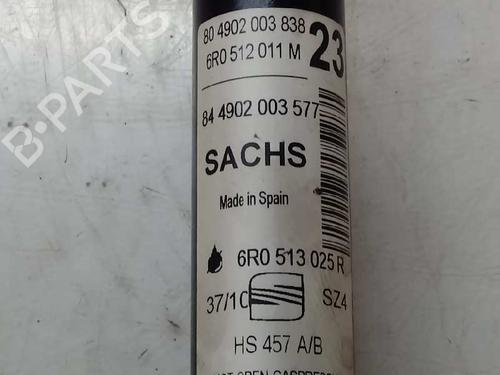 80 4902 003 838
6R0 512 011 M
23
84 4902 003 577
SACHS
Made in Spain
6R0 513 025 R
37/10
SZ4
HS 457 A/B
B-PARTS